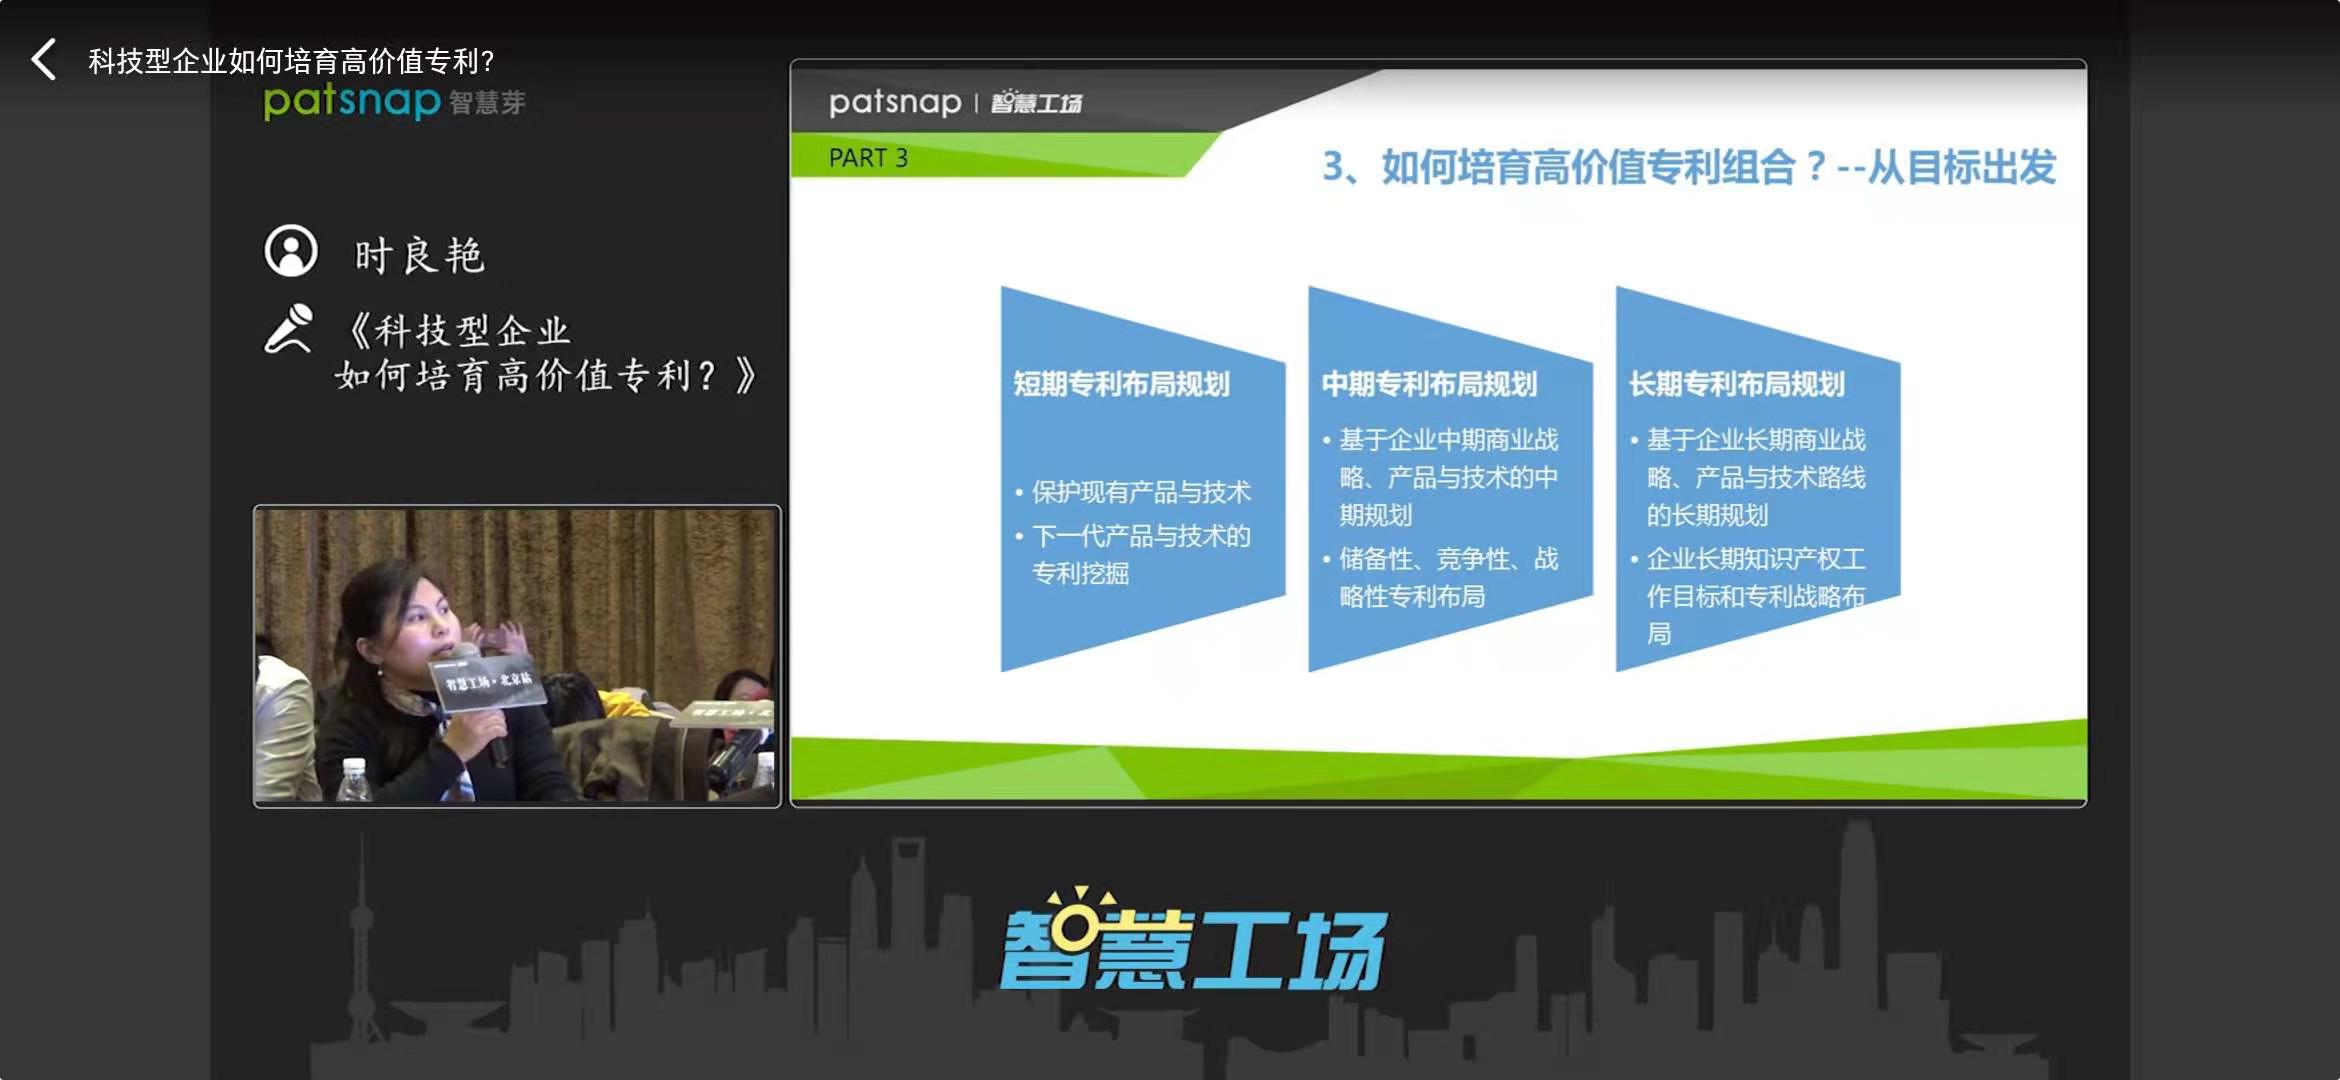 科技型企业如何培育高价值专利？
patsnap 智慧芽
时良艳
《科技型企业
如何培育高价值专利？》
patsnap | 智慧工场
PART 3
3、如何培育高价值专利组合？--从目标出发
短期专利布局规划
• 保护现有产品与技术
• 下一代产品与技术的
专利挖掘
中期专利布局规划
• 基于企业中期商业战
略、产品与技术的中
期规划
• 储备性、竞争性、战
略性专利布局
长期专利布局规划
• 基于企业长期商业战
略、产品与技术路线
的长期规划
• 企业长期知识产权工
作目标和专利战略布
局
智慧工场·北京站
智慧工场·北
智慧工场